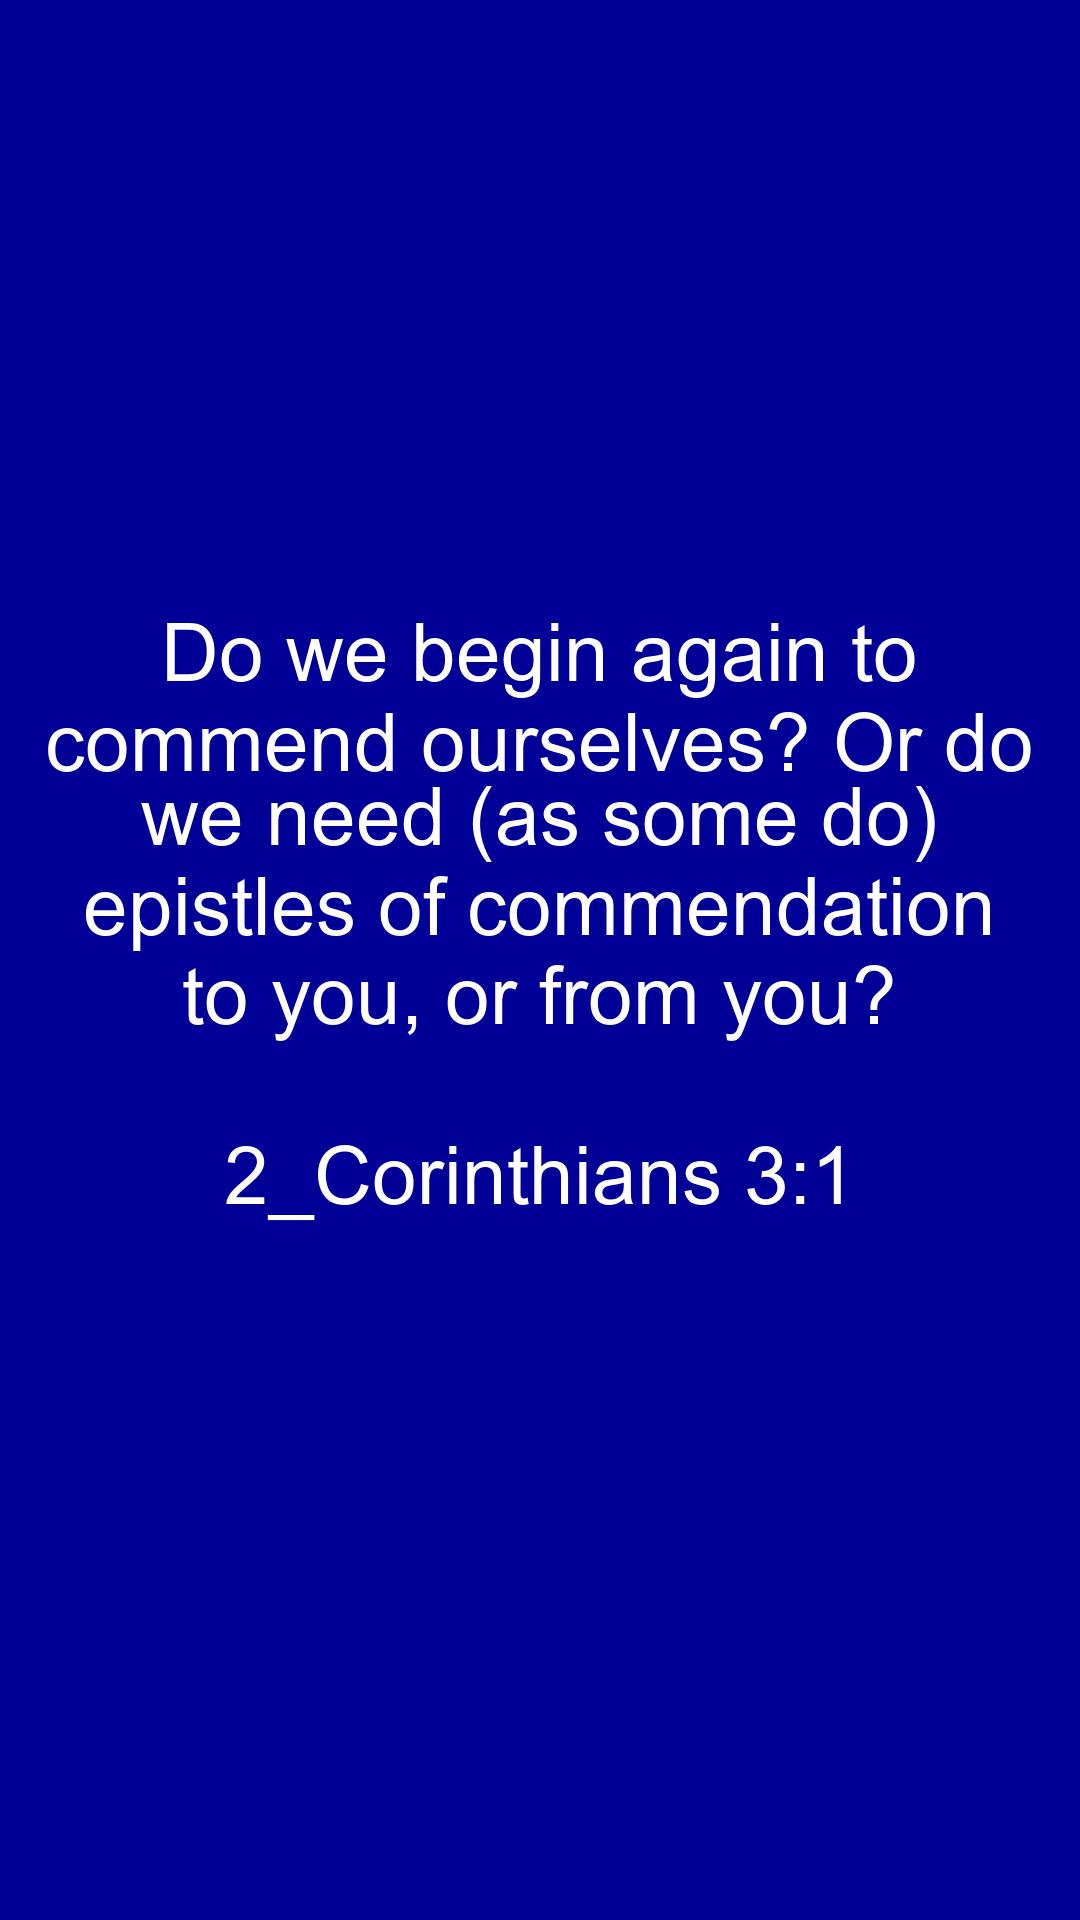 Do we begin again to
commend ourselves? Or do
we need (as some do)
epistles of commendation
to you, or from you?
2_Corinthians 3:1